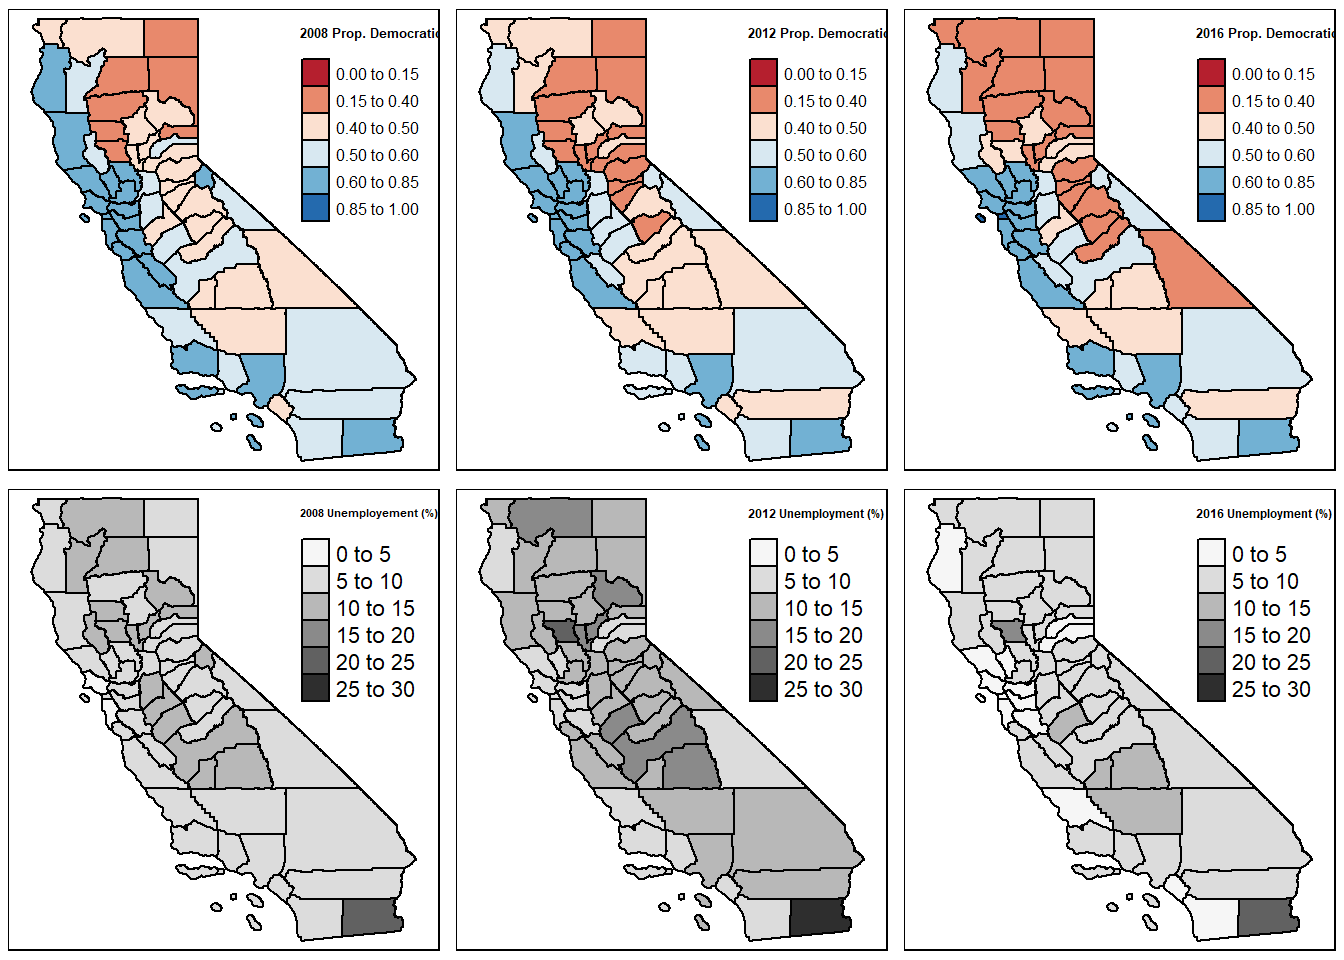 2008 Prop. Democratic
0.00 to 0.15
0.15 to 0.40
0.40 to 0.50
0.50 to 0.60
0.60 to 0.85
0.85 to 1.00
2012 Prop. Democratic
0.00 to 0.15
0.15 to 0.40
0.40 to 0.50
0.50 to 0.60
0.60 to 0.85
0.85 to 1.00
2016 Prop. Democratic
0.00 to 0.15
0.15 to 0.40
0.40 to 0.50
0.50 to 0.60
0.60 to 0.85
0.85 to 1.00
2008 Unemployement (%)
0 to 5
5 to 10
10 to 15
15 to 20
20 to 25
25 to 30
2012 Unemployment (%)
0 to 5
5 to 10
10 to 15
15 to 20
20 to 25
25 to 30
2016 Unemployment (%)
0 to 5
5 to 10
10 to 15
15 to 20
20 to 25
25 to 30